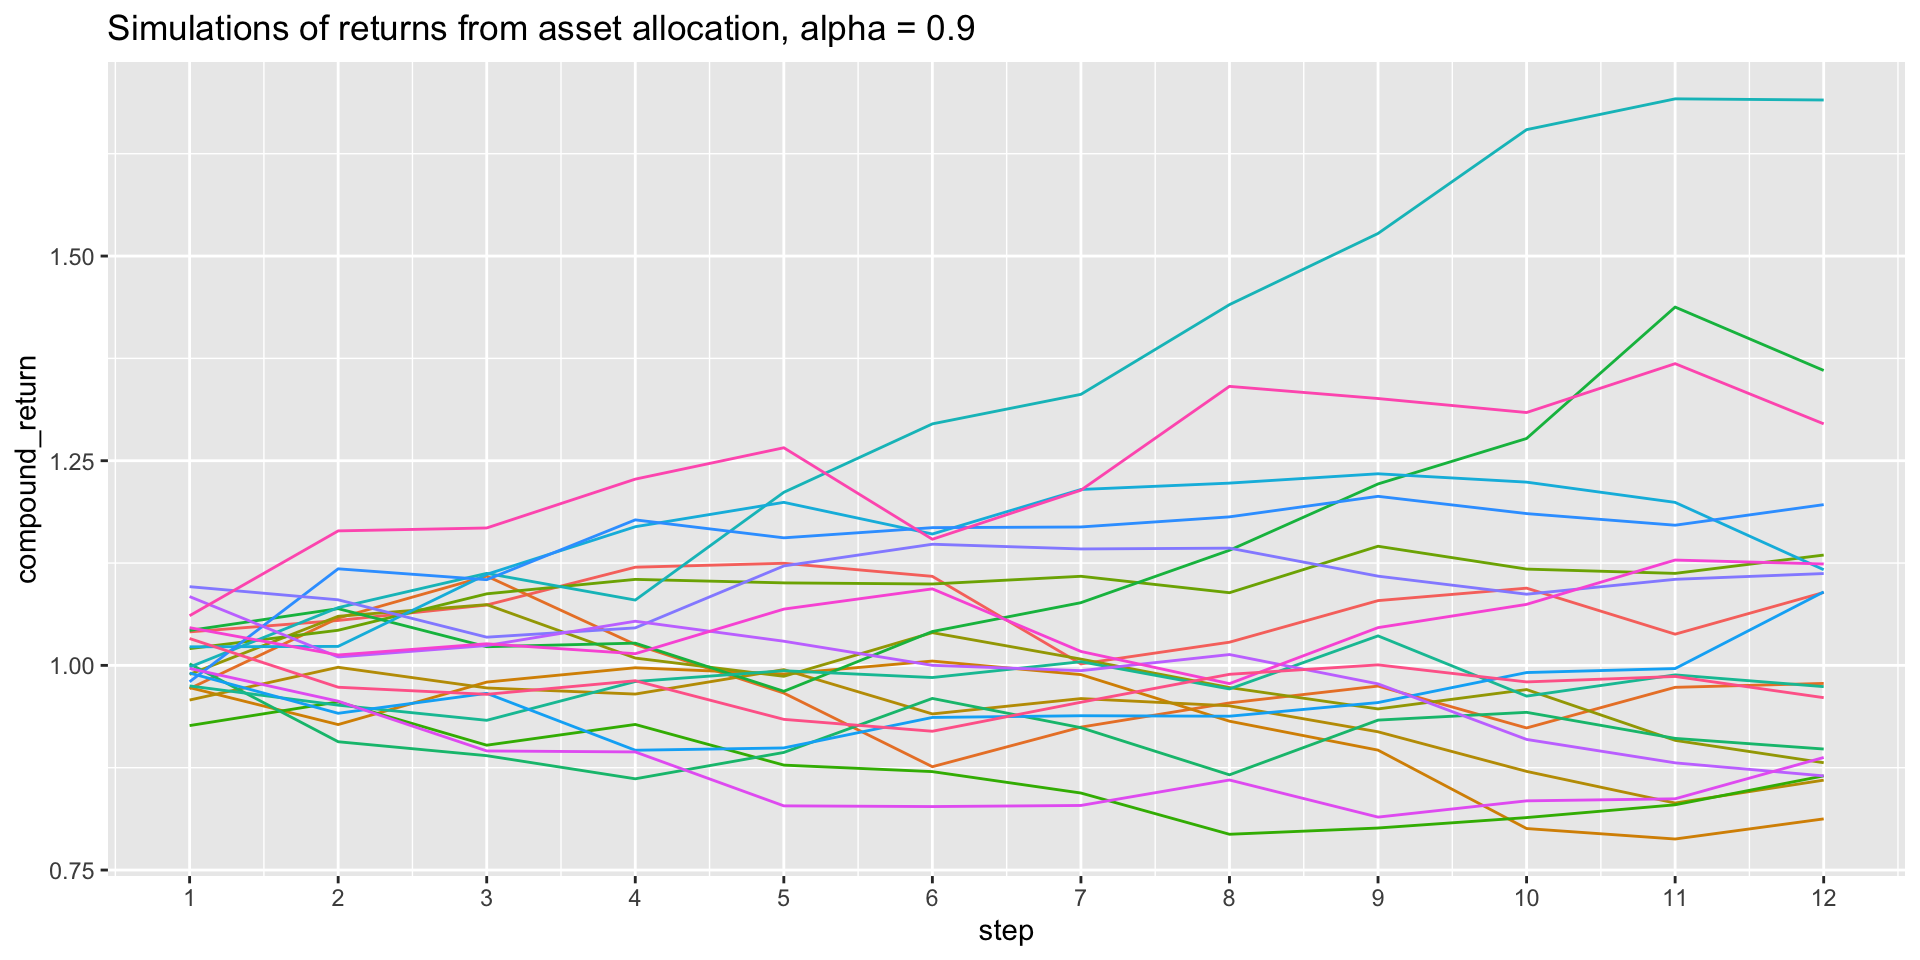 Simulations of returns from asset allocation, alpha = 0.9
compound_return
1.50
1.25
1.00
0.75
1 2 3 4 5 6 7 8 9 10 11 12
step